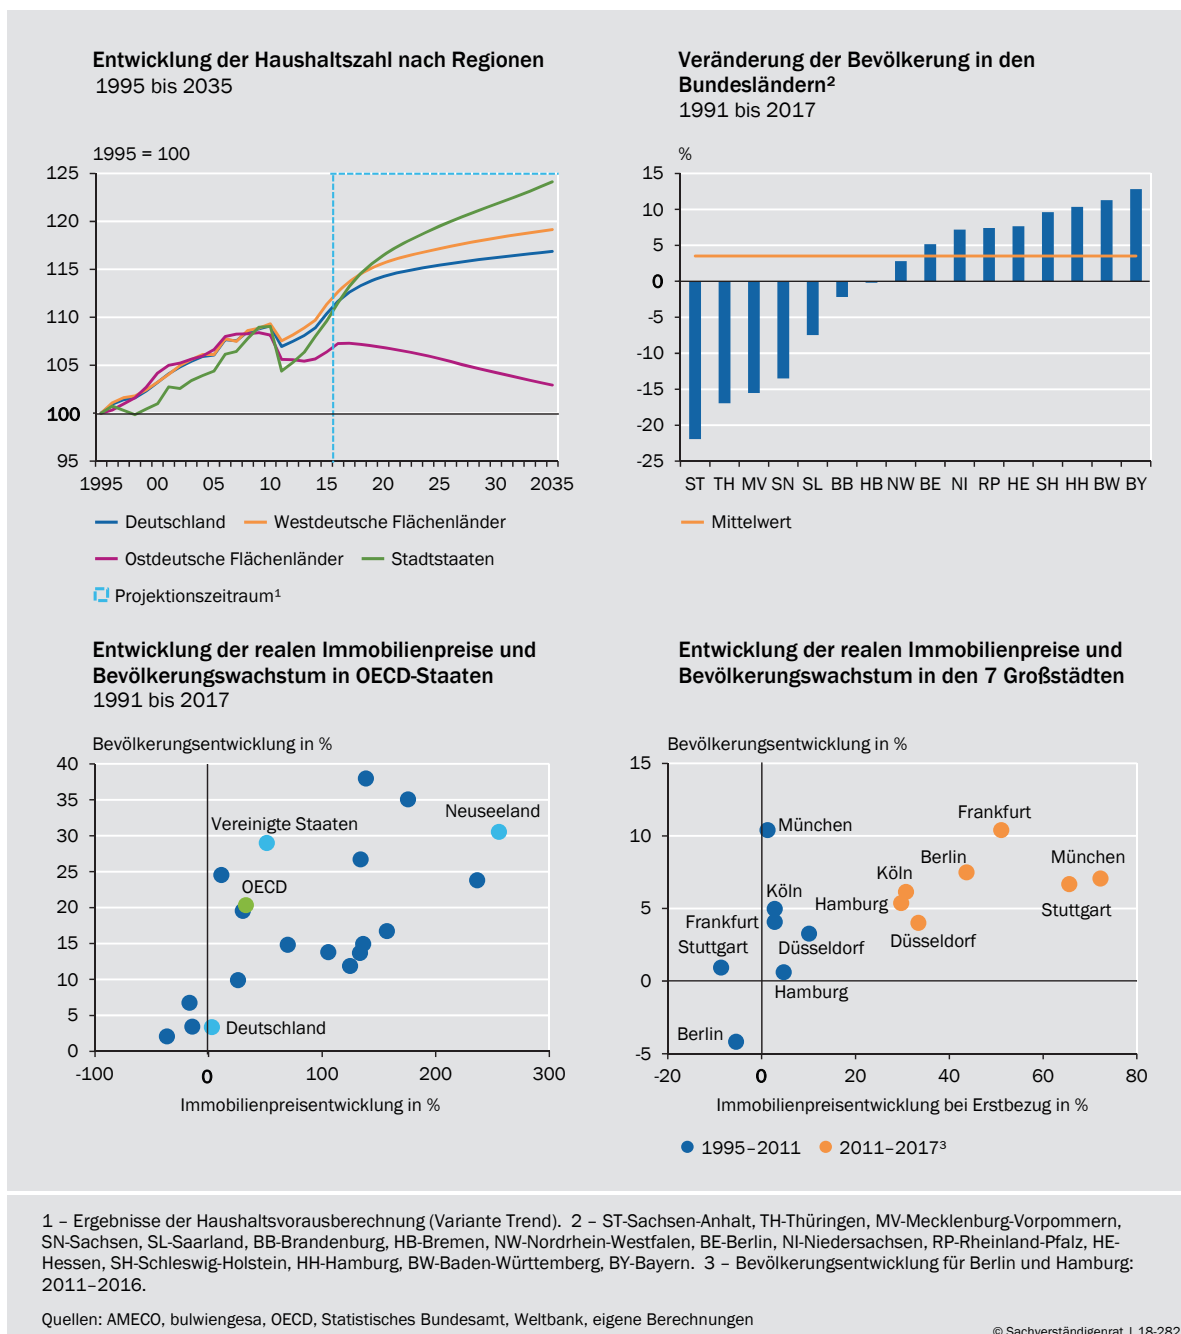 Entwicklung der Haushaltszahl nach Regionen
1995 bis 2035
1995 = 100
125
120
115
110
105
100
95
1995 00 05 10 15 20 25 30 2035
Deutschland Westdeutsche Flächenländer
Ostdeutsche Flächenländer Stadtstaaten
Projektionszeitraum¹
Veränderung der Bevölkerung in den
Bundesländern²
1991 bis 2017
%
15
10
5
0
-5
-10
-15
-20
-25
ST TH MV SN SL BB HB NW BE NI RP HE SH HH BW BY
Mittelwert
Entwicklung der realen Immobilienpreise und
Bevölkerungswachstum in OECD-Staaten
1991 bis 2017
Bevölkerungsentwicklung in %
40
35
30
25
20
15
10
5
0
Neuseeland
Vereinigte Staaten
OECD
Deutschland
-100 0 100 200 300
Immobilienpreisentwicklung in %
Entwicklung der realen Immobilienpreise und
Bevölkerungswachstum in den 7 Großstädten
Bevölkerungsentwicklung in %
15
10
5
0
-5
Frankfurt
München
Berlin
München
Köln
Köln
Hamburg
Stuttgart
Frankfurt
Stuttgart
Düsseldorf
Düsseldorf
Hamburg
Berlin
-20 0 20 40 60 80
Immobilienpreisentwicklung bei Erstbezug in %
1995–2011 2011–2017³
1 – Ergebnisse der Haushaltsvorausberechnung (Variante Trend). 2 – ST-Sachsen-Anhalt, TH-Thüringen, MV-Mecklenburg-Vorpommern,
SN-Sachsen, SL-Saarland, BB-Brandenburg, HB-Bremen, NW-Nordrhein-Westfalen, BE-Berlin, NI-Niedersachsen, RP-Rheinland-Pfalz, HE-
Hessen, SH-Schleswig-Holstein, HH-Hamburg, BW-Baden-Württemberg, BY-Bayern. 3 – Bevölkerungsentwicklung für Berlin und Hamburg:
2011–2016.
Quellen: AMECO, bulwiengesa, OECD, Statistisches Bundesamt, Weltbank, eigene Berechnungen
© Sachverständigenrat | 18-282